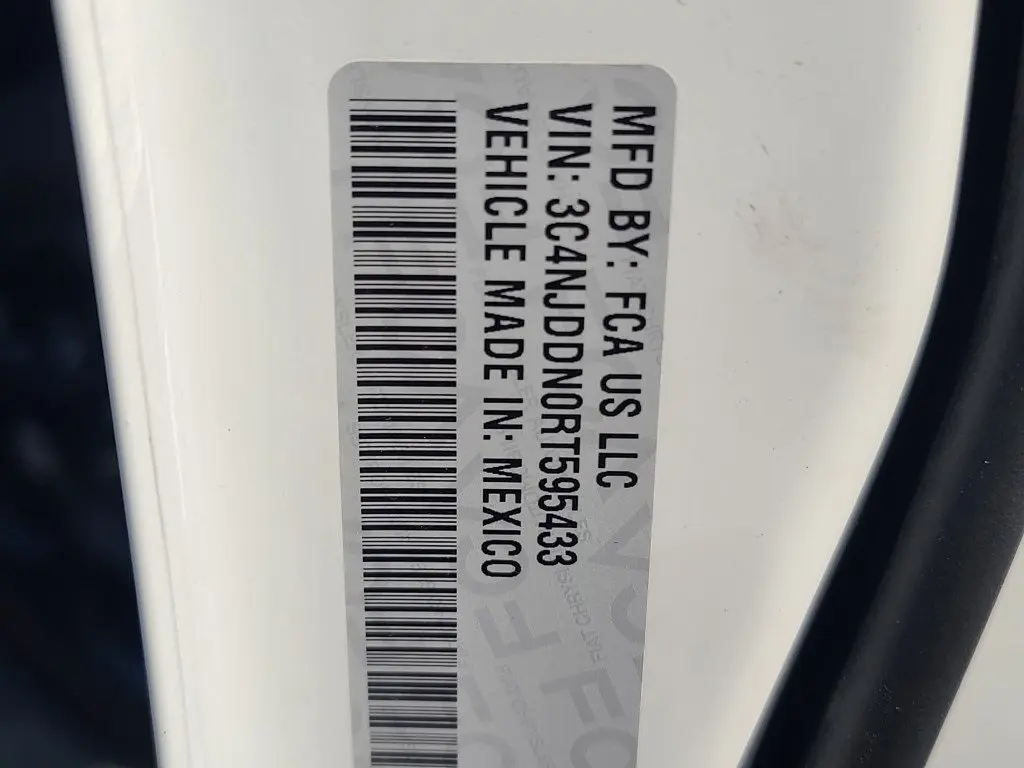 MFD BY: FCA US LLC
VIN: 3C4NJDDN0RT595433
VEHICLE MADE IN: MEXICO